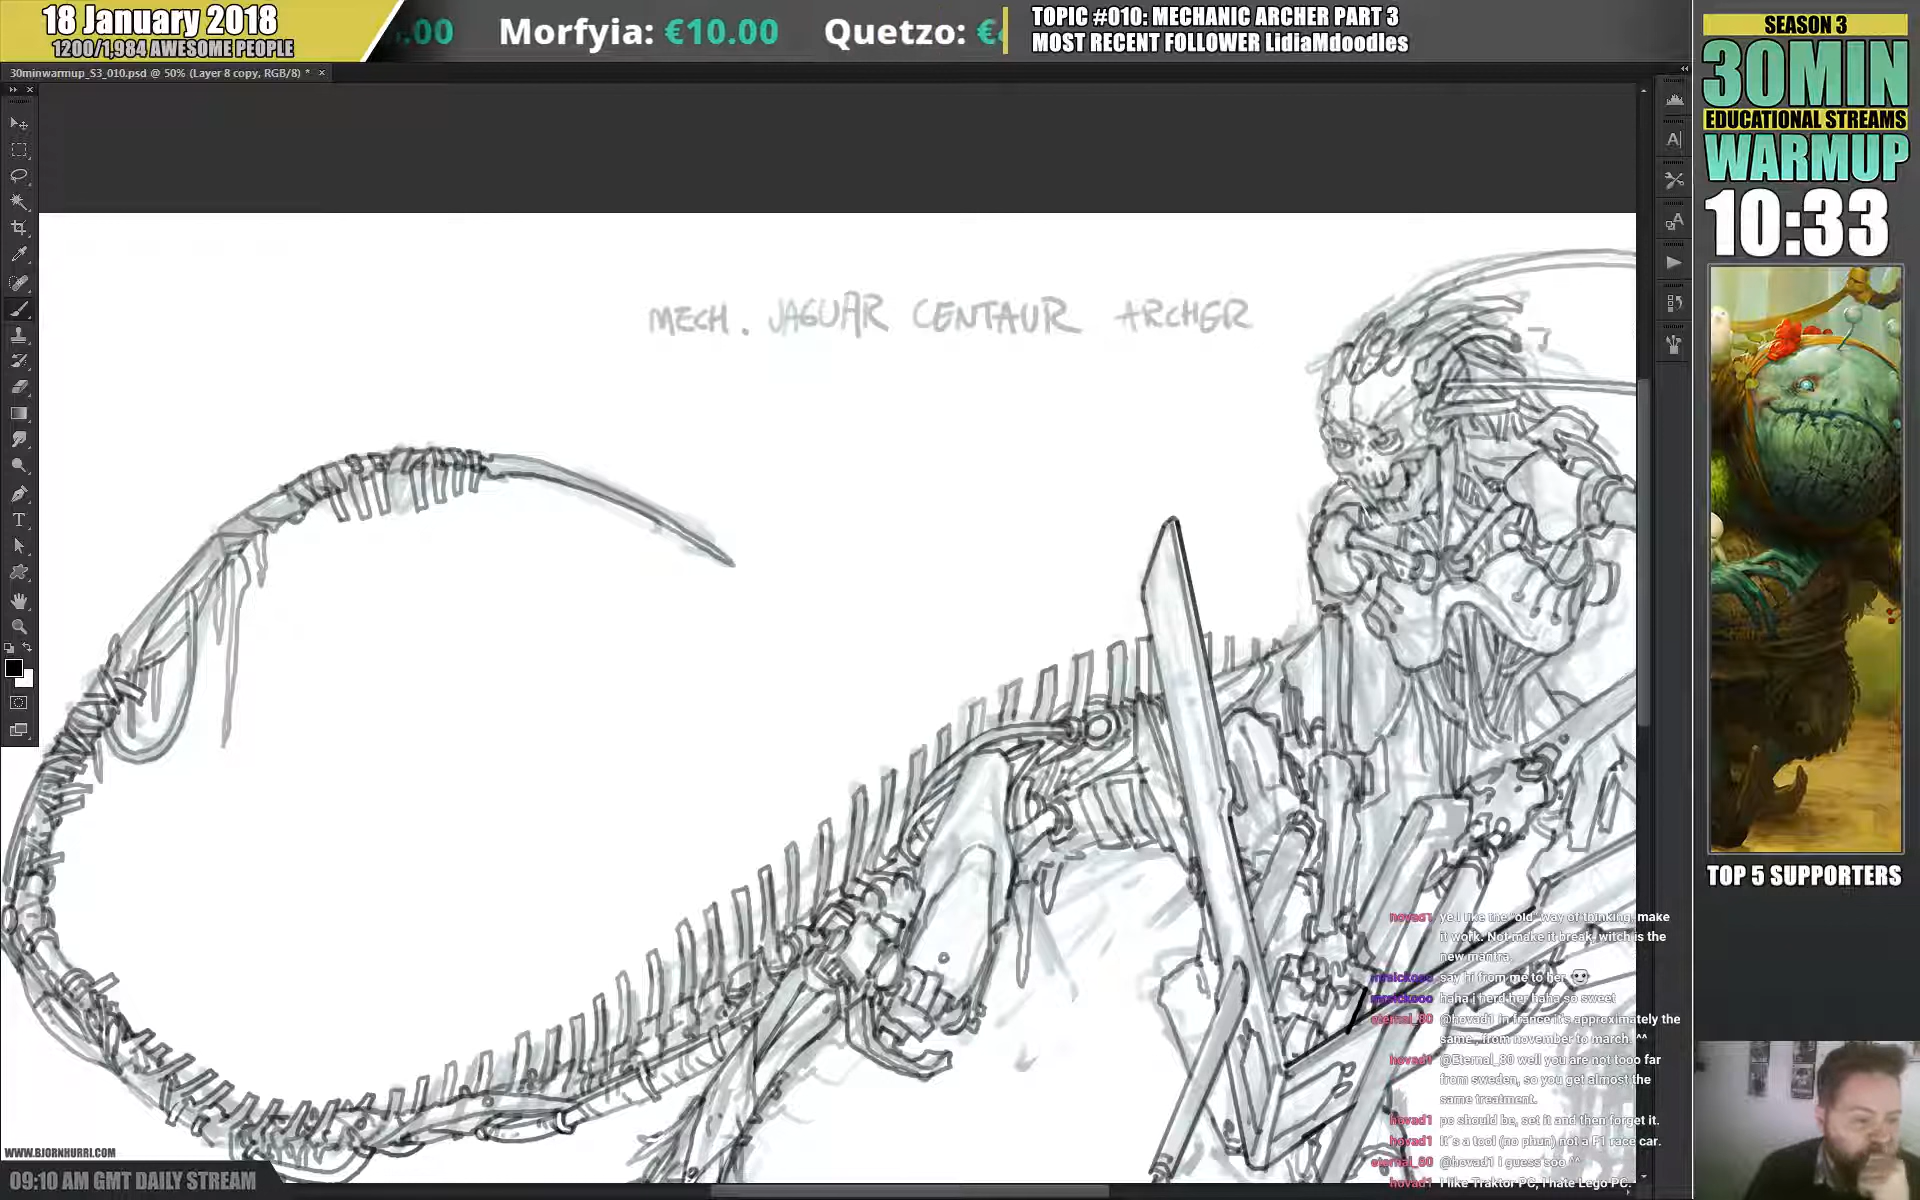 18 January 2018
1200/1,984 AWESOME PEOPLE
.00 Morfyia: €10.00 Quetzo: €
TOPIC #010: MECHANIC ARCHER PART 3
MOST RECENT FOLLOWER LidiaMdoodles
30minwarmup_S3_010.psd @ 50% (Layer 8 copy, RGB/8) *
SEASON 3
30MIN
EDUCATIONAL STREAMS
WARMUP
10:33
MECH. JAGUAR CENTAUR ARCHER
TOP 5 SUPPORTERS
hovad1 ye I like the "old" way of thinking, make
it work. Not make it break, witch is the
new mantra.
mrsickooo say hi from me to her
mrsickooo haha i herd her haha so sweet
eternal_80 @hovad1 in france it's appreximately the
same, from november to march. ^^
hovad1 @Eternal_80 well you are not tooo far
from sweden, so you get almost the
same treatment.
hovad1 pc should be, set it and then forget it.
hovad1 It's a tool (no phun) not a F1 race car.
eternal_80 @hovad1 I guess soo ^^
hovad1 I like Traktor PC, I hate Lego PC.
WWW.BJORNHURRI.COM
09:10 AM GMT DAILY STREAM